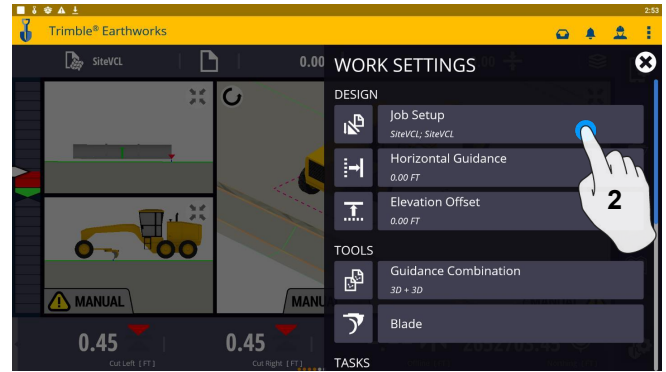 2:53
Trimble® Earthworks
SiteVCL
0.00
WORK SETTINGS
DESIGN
Job Setup
SiteVCL; SiteVCL
Horizontal Guidance
0.00 FT
2
Elevation Offset
0.00 FT
TOOLS
Guidance Combination
3D + 3D
MANUAL
MANU
Blade
0.45
0.45
Cut Left [FT]
Cut Right [FT]
TASKS